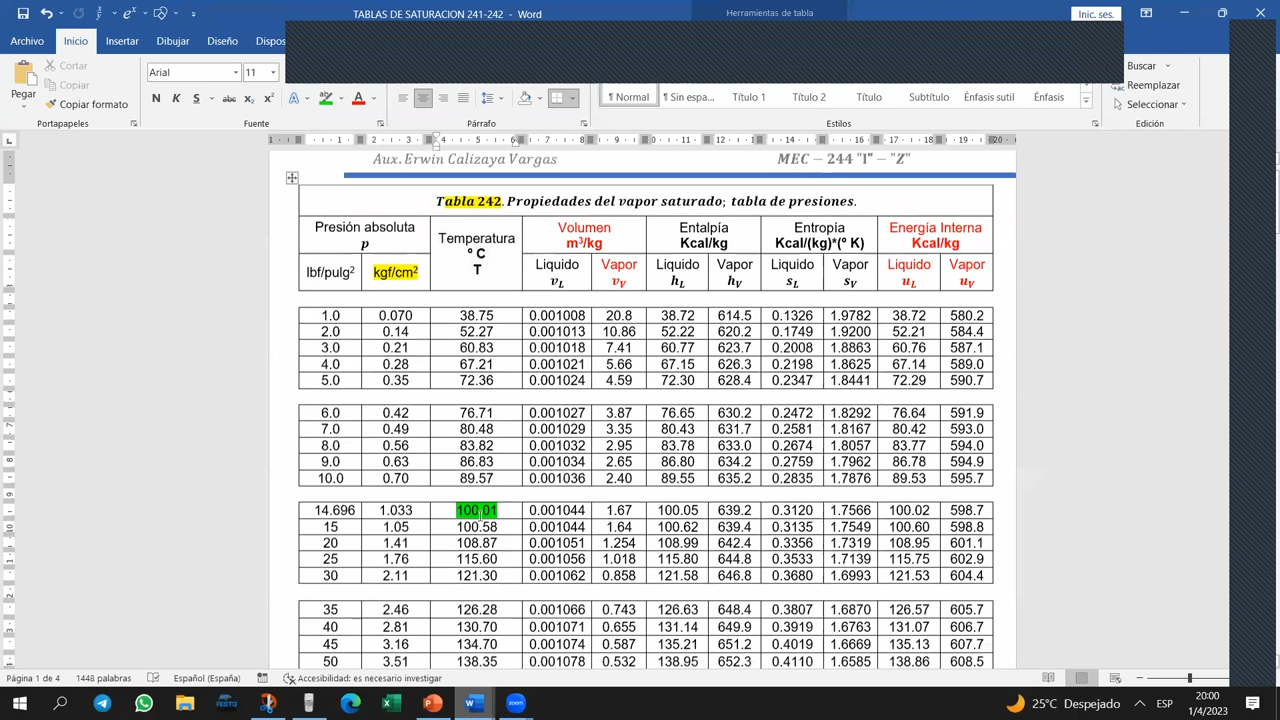 TABLAS DE SATURACION 241-242 - Word
Herramientas de tabla
Inic. ses.
Archivo Inicio Insertar Dibujar Diseño Dispos
Pegar
Cortar
Copiar
Copiar formato
Arial 11
N K S abc x₂ x²
Normal
Sin espa...
Título 1
Título 2
Título
Subtítulo
Énfasis sutil
Énfasis
Buscar
Reemplazar
Seleccionar
Portapapeles Fuente Párrafo Estilos Edición
Aux. Erwin Calizaya Vargas MEC − 244 "I" − "Z"
Tabla 242. Propiedades del vapor saturado; tabla de presiones.
Presión absoluta p
Temperatura º C T
Volumen m³/kg
Entalpía Kcal/kg
Entropía Kcal/(kg)*(º K)
Energía Interna Kcal/kg
lbf/pulg² kgf/cm² Liquido v_L Vapor v_V Liquido h_L Vapor h_V Liquido s_L Vapor s_V Liquido u_L Vapor u_V
1.0 0.070 38.75 0.001008 20.8 38.72 614.5 0.1326 1.9782 38.72 580.2
2.0 0.14 52.27 0.001013 10.86 52.22 620.2 0.1749 1.9200 52.21 584.4
3.0 0.21 60.83 0.001018 7.41 60.77 623.7 0.2008 1.8863 60.76 587.1
4.0 0.28 67.21 0.001021 5.66 67.15 626.3 0.2198 1.8625 67.14 589.0
5.0 0.35 72.36 0.001024 4.59 72.30 628.4 0.2347 1.8441 72.29 590.7
6.0 0.42 76.71 0.001027 3.87 76.65 630.2 0.2472 1.8292 76.64 591.9
7.0 0.49 80.48 0.001029 3.35 80.43 631.7 0.2581 1.8167 80.42 593.0
8.0 0.56 83.82 0.001032 2.95 83.78 633.0 0.2674 1.8057 83.77 594.0
9.0 0.63 86.83 0.001034 2.65 86.80 634.2 0.2759 1.7962 86.78 594.9
10.0 0.70 89.57 0.001036 2.40 89.55 635.2 0.2835 1.7876 89.53 595.7
14.696 1.033 100.01 0.001044 1.67 100.05 639.2 0.3120 1.7566 100.02 598.7
15 1.05 100.58 0.001044 1.64 100.62 639.4 0.3135 1.7549 100.60 598.8
20 1.41 108.87 0.001051 1.254 108.99 642.4 0.3356 1.7319 108.95 601.1
25 1.76 115.60 0.001056 1.018 115.80 644.8 0.3533 1.7139 115.75 602.9
30 2.11 121.30 0.001062 0.858 121.58 646.8 0.3680 1.6993 121.53 604.4
35 2.46 126.28 0.001066 0.743 126.63 648.4 0.3807 1.6870 126.57 605.7
40 2.81 130.70 0.001071 0.655 131.14 649.9 0.3919 1.6763 131.07 606.7
45 3.16 134.70 0.001074 0.587 135.21 651.2 0.4019 1.6669 135.13 607.7
50 3.51 138.35 0.001078 0.532 138.95 652.3 0.4110 1.6585 138.86 608.5
Página 1 de 4 1448 palabras Español (España) Accesibilidad: es necesario investigar
FESTO
zoom
25°C Despejado ESP
20:00
1/4/2023